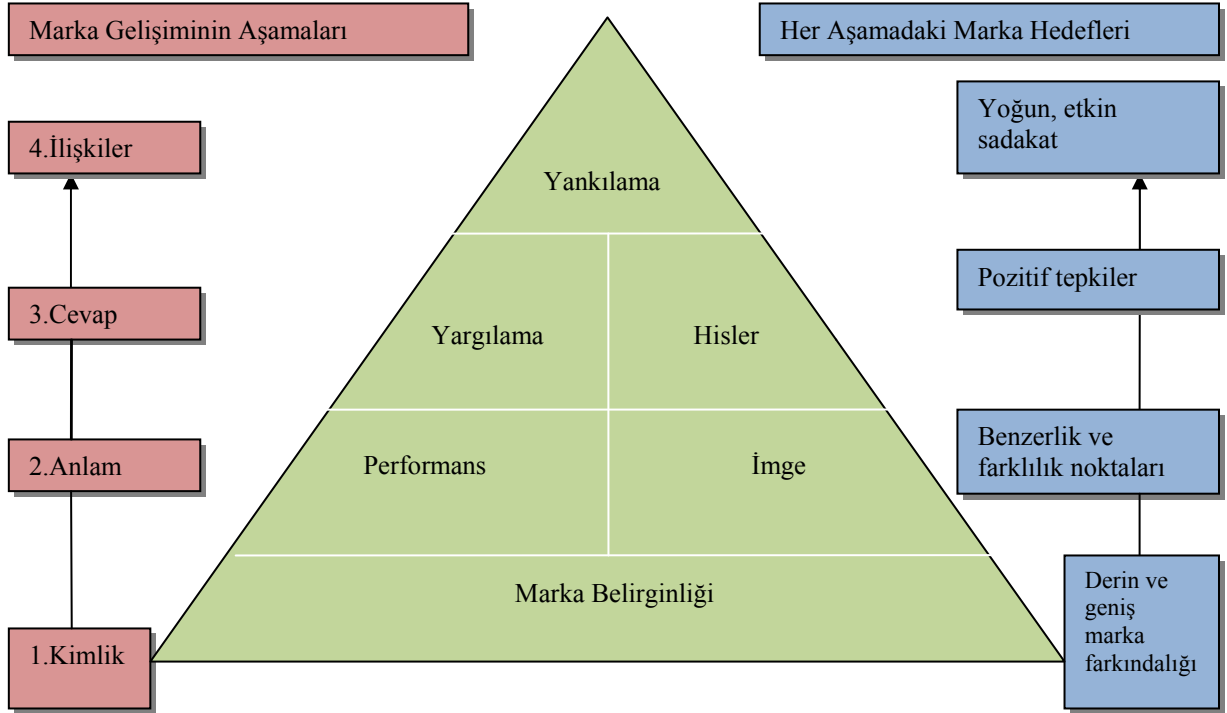 Marka Gelişiminin Aşamaları
Her Aşamadaki Marka Hedefleri
4.İlişkiler
Yankılama
Yoğun, etkin
sadakat
3.Cevap
Yargılama
Hisler
Pozitif tepkiler
2.Anlam
Performans
İmge
Benzerlik ve
farklılık noktaları
1.Kimlik
Marka Belirginliği
Derin ve
geniş
marka
farkındalığı